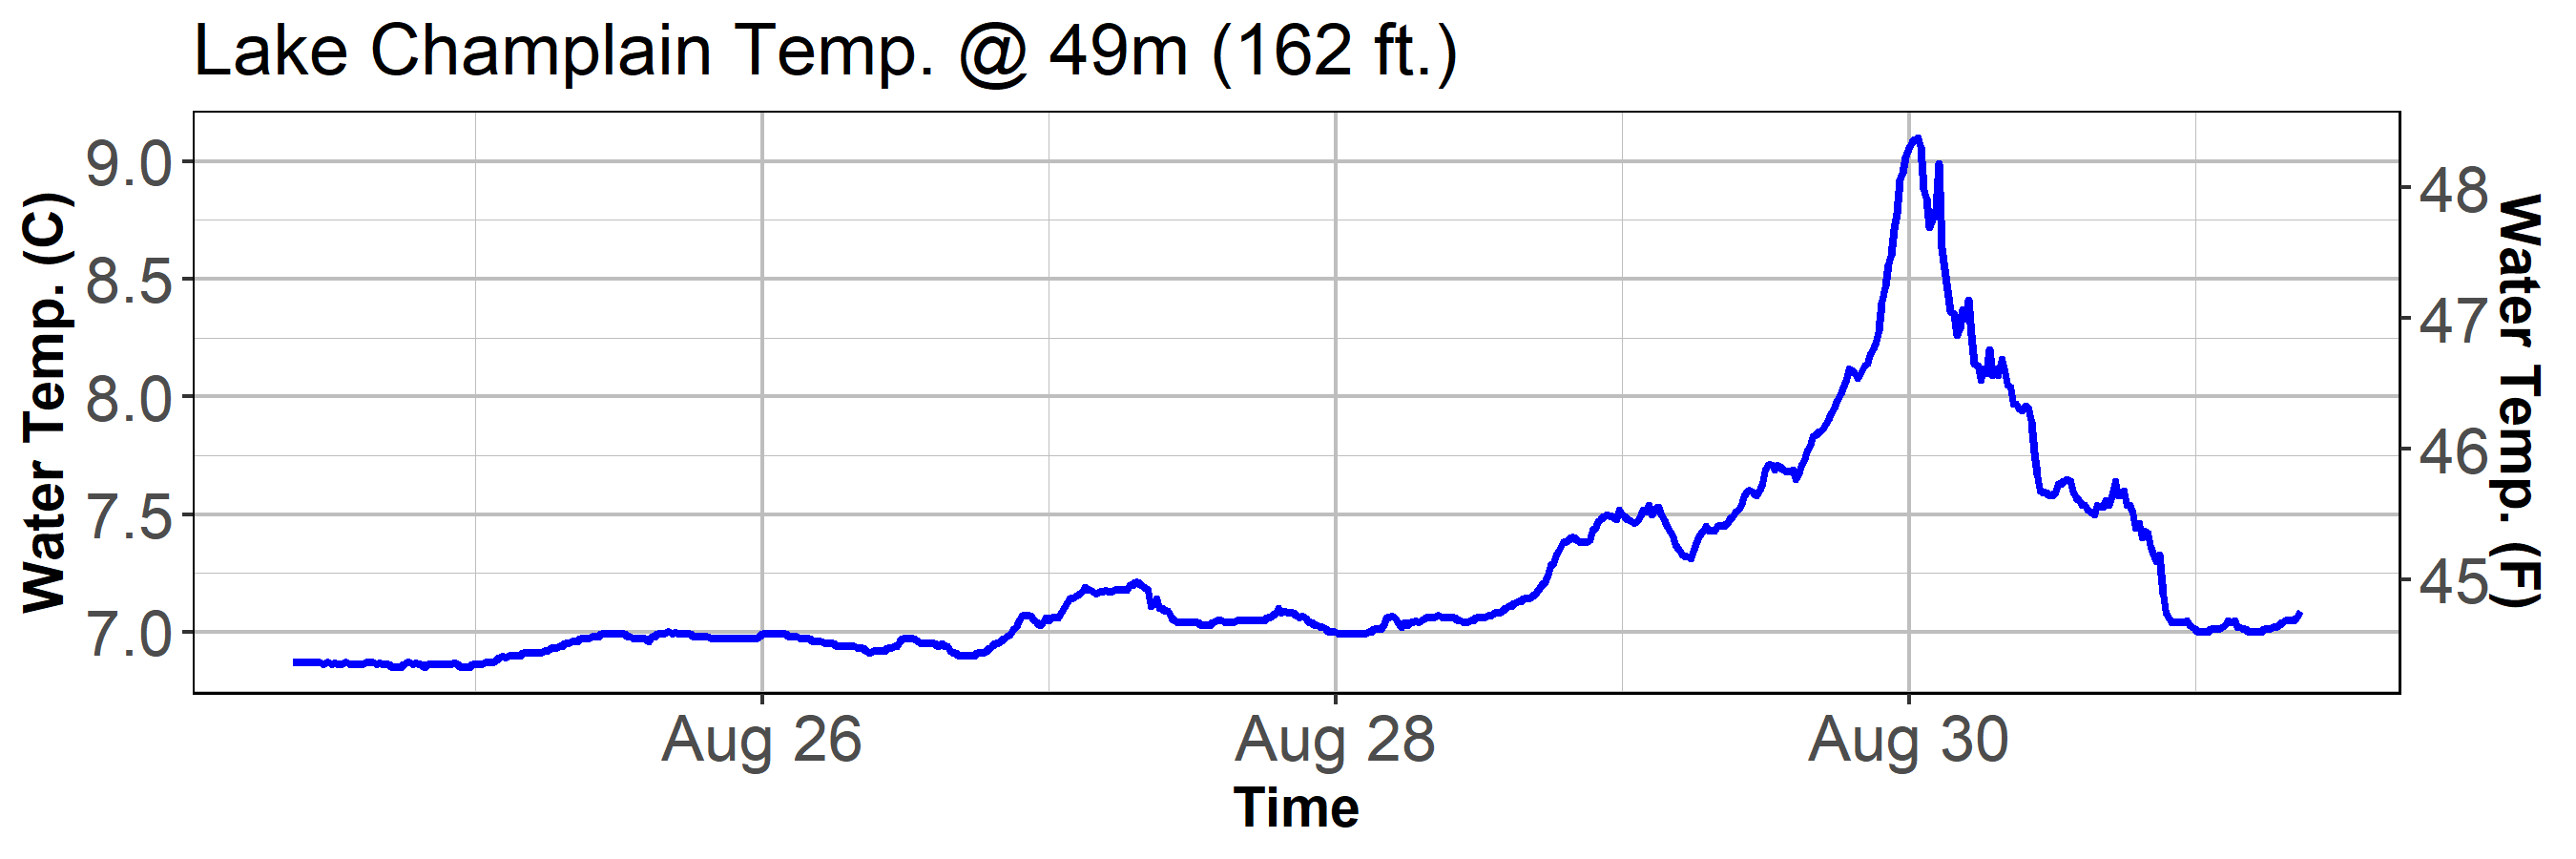 Lake Champlain Temp. @ 49m (162 ft.)
Water Temp. (C)
9.0
8.5
8.0
7.5
7.0
48
47
46
45
Water Temp. (F)
Aug 26
Aug 28
Aug 30
Time